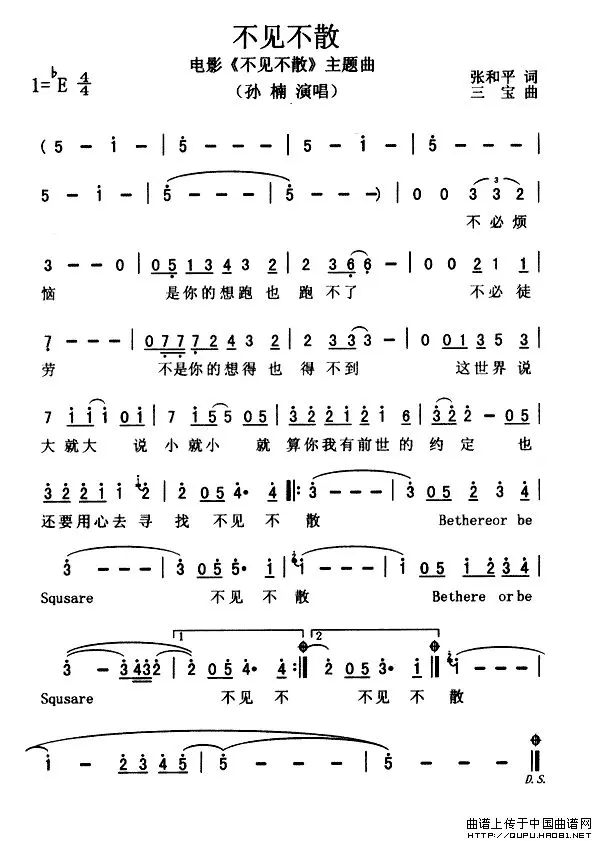 不见不散
电影《不见不散》主题曲
1=♭E 4/4
（孙 楠 演唱）
张和平 词
三 宝 曲
( 5 – i – | 5 – – – | 5 – i – | 5 – i – | 5 – – – |
5 – i – | 5 – – – | 5 – – –) | 0 0 3 3 2 |
不 必 烦
3 – – 0 | 0 5 1 3 4 3 2 | 2 3 6 6 – | 0 0 2 1 1 |
恼 是你的想跑也 跑 不了 不 必 徒
7 – – – | 0 7 7 7 2 4 3 2 | 2 3 3 3 – | 0 0 1 3 5 3 |
劳 不是你的想得也 得 不到 这世界 说
7 i i i 0 i | 7 i 5 5 0 5 | 3 2 2 i 2 i 6 | 3 2 2 – 0 5 |
大 就大 说 小就小 就 算你我有前世的 约 定 也
3 2 2 i i 2 | 2 0 5 4· 4 ‖: 3 – – – | 0 5 4 2 3 4 |
还要用心去 寻 找 不见 不 散 Bethereor be
3 – – – | 3 0 5 5· i | i – – – | i 0 5 i 2 3 4 |
Squsare 不见 不 散 Bethere or be
1 2
3 – 3 4 3 2 | 2 0 5 4· 4 :‖ 2 0 5 3· i | i – – – |
Squsare 不见 不 不见 不 散
i – 2 3 4 5 | 5 – 5 – | 5 – – – ‖
D.S.
曲谱上传于中国曲谱网
HTTP://QUPU.HAO81.NET